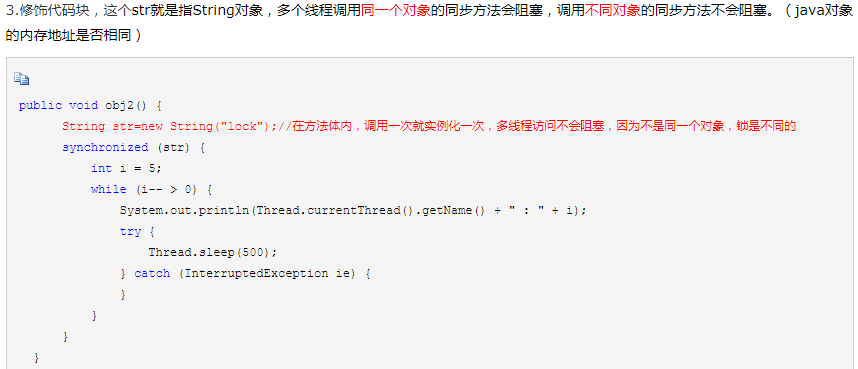 3.修饰代码块，这个str就是指String对象，多个线程调用同一个对象的同步方法会阻塞，调用不同对象的同步方法不会阻塞。（java对象
的内存地址是否相同）
public void obj2() {
String str=new String("lock");//在方法体内，调用一次就实例化一次，多线程访问不会阻塞，因为不是同一个对象，锁是不同的
synchronized (str) {
int i = 5;
while (i-- > 0) {
System.out.println(Thread.currentThread().getName() + " : " + i);
try {
Thread.sleep(500);
} catch (InterruptedException ie) {
}
}
}
}